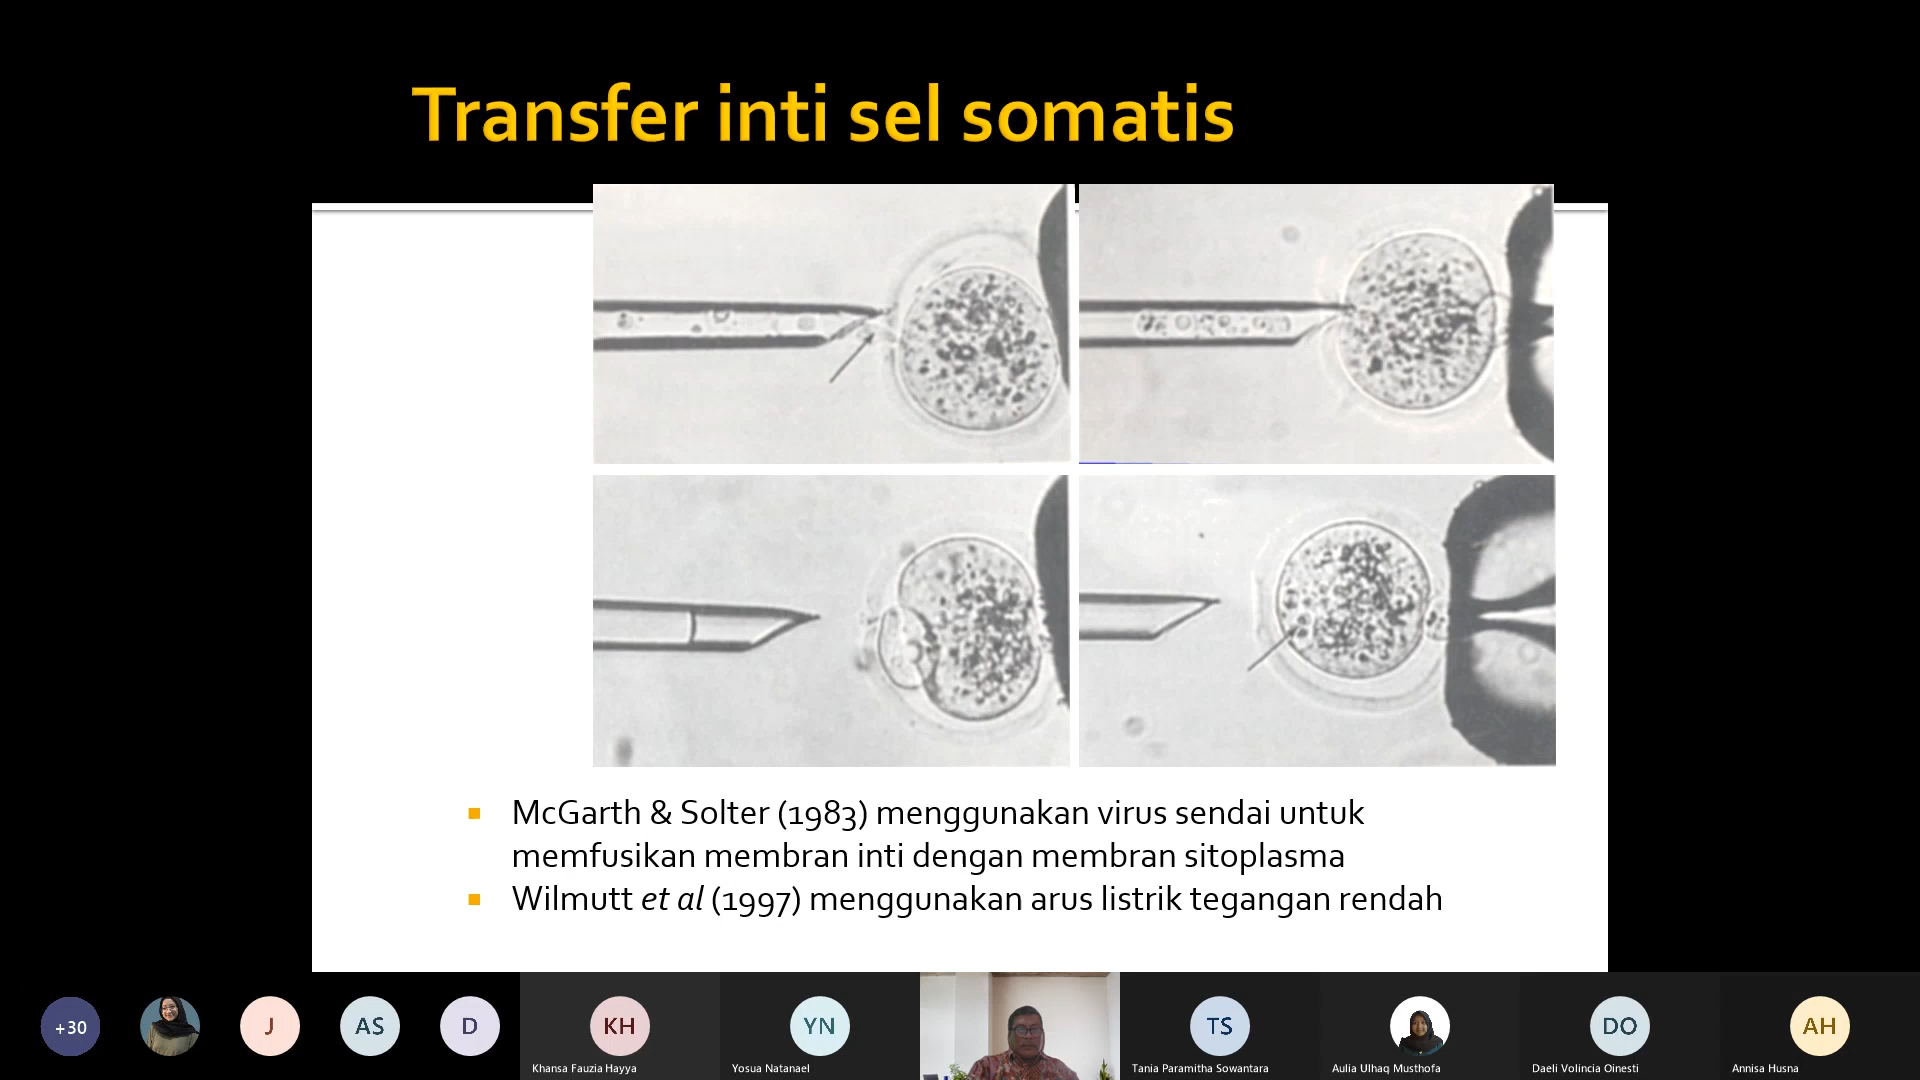 Transfer inti sel somatis
McGarth & Solter (1983) menggunakan virus sendai untuk
memfusikan membran inti dengan membran sitoplasma
Wilmutt et al (1997) menggunakan arus listrik tegangan rendah
+30
J
AS
D
KH
YN
TS
DO
AH
Khansa Fauzia Hayya
Yosua Natanael
Tania Paramitha Sowantara
Aulia Ulhaq Musthofa
Daeli Volincia Oinesti
Annisa Husna